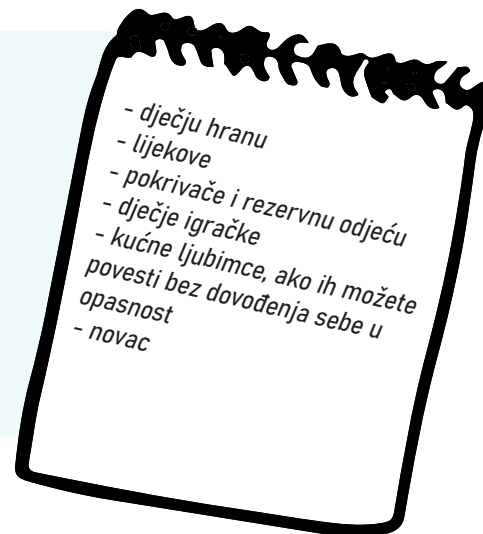 - dječju hranu
- lijekove
- pokrivače i rezervnu odjeću
- dječje igračke
- kućne ljubimce, ako ih možete
povesti bez dovođenja sebe u
opasnost
- novac